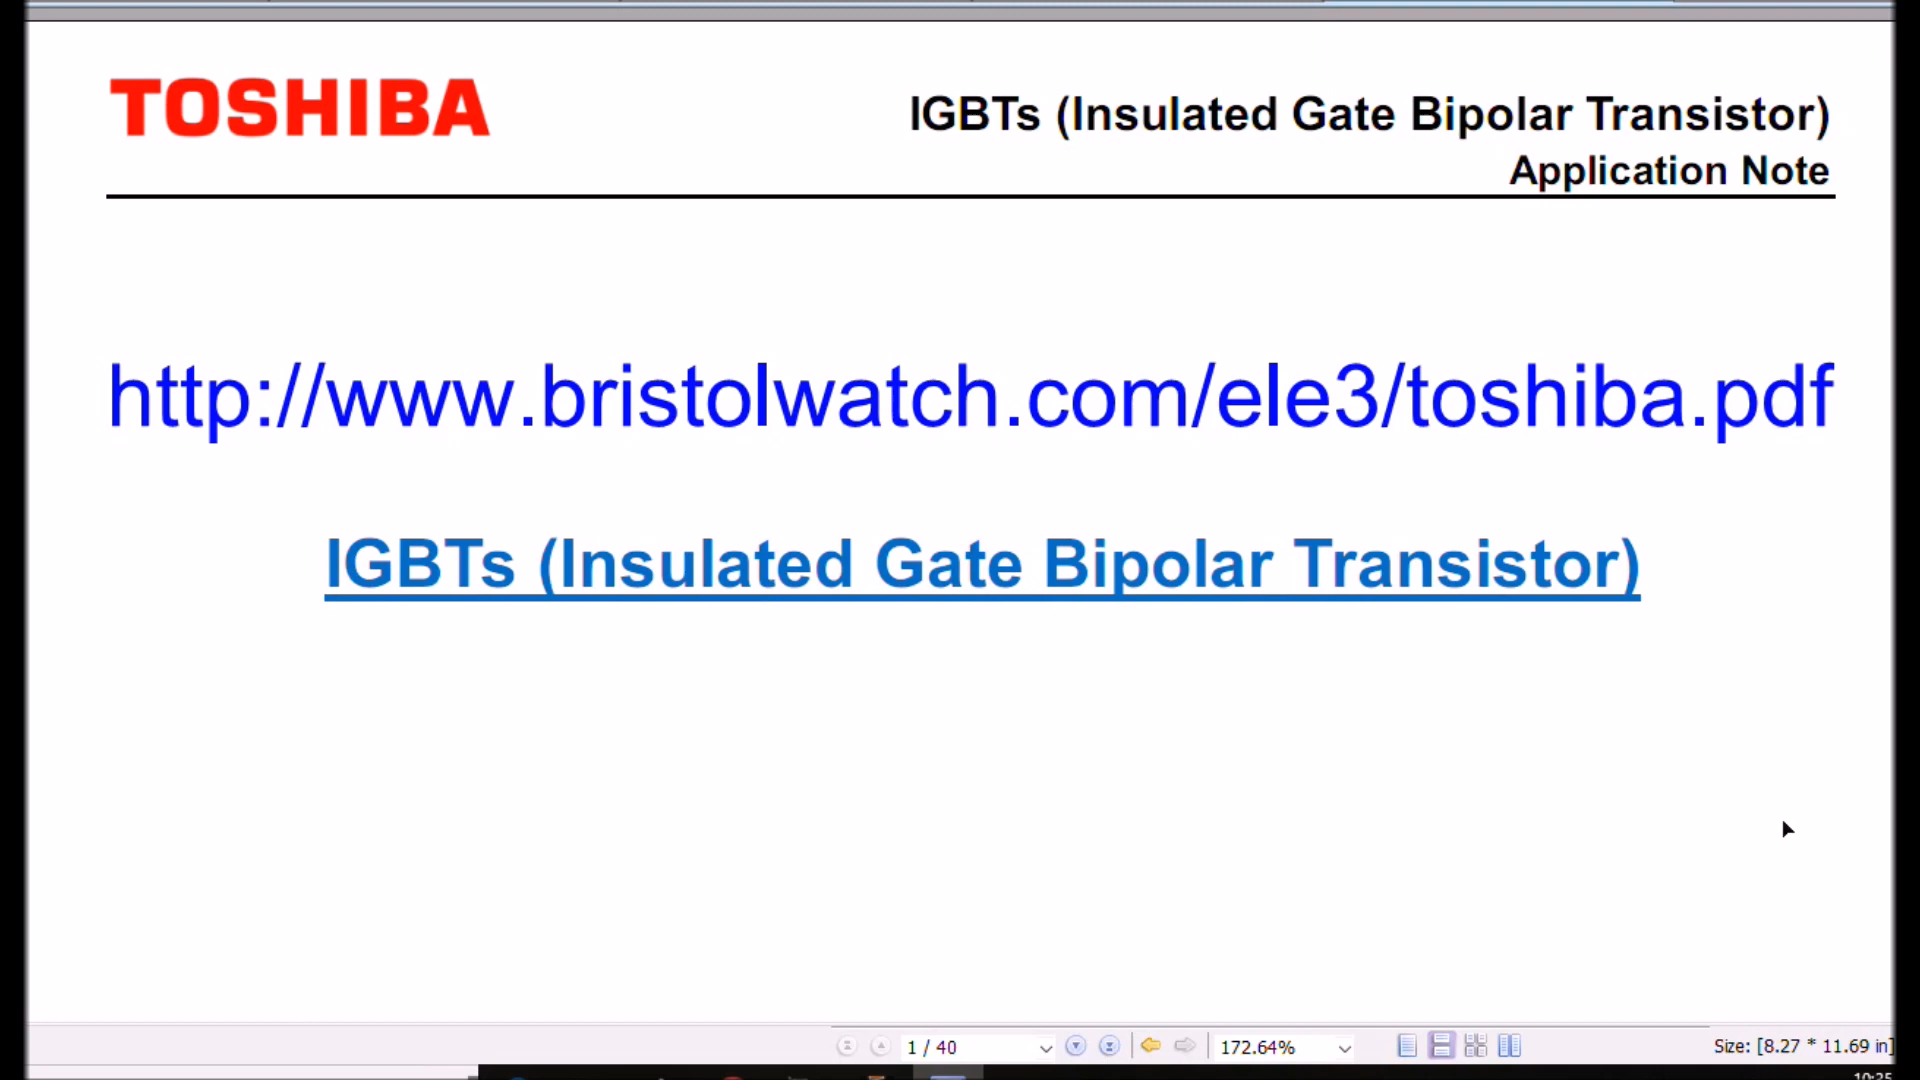 TOSHIBA
IGBTs (Insulated Gate Bipolar Transistor)
Application Note
http://www.bristolwatch.com/ele3/toshiba.pdf
IGBTs (Insulated Gate Bipolar Transistor)
1 / 40
172.64%
Size: [8.27 * 11.69 in]